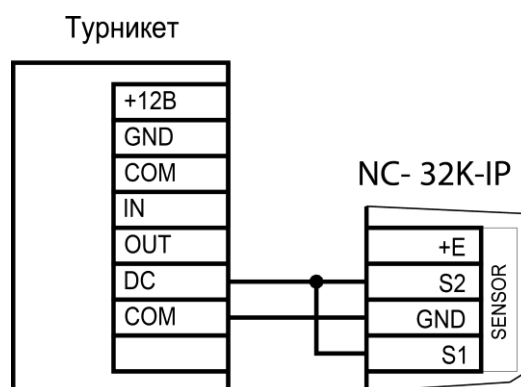 Турникет
+12В
GND
COM
IN
OUT
DC
COM
NC- 32K-IP
+E
S2
GND
S1
SENSOR